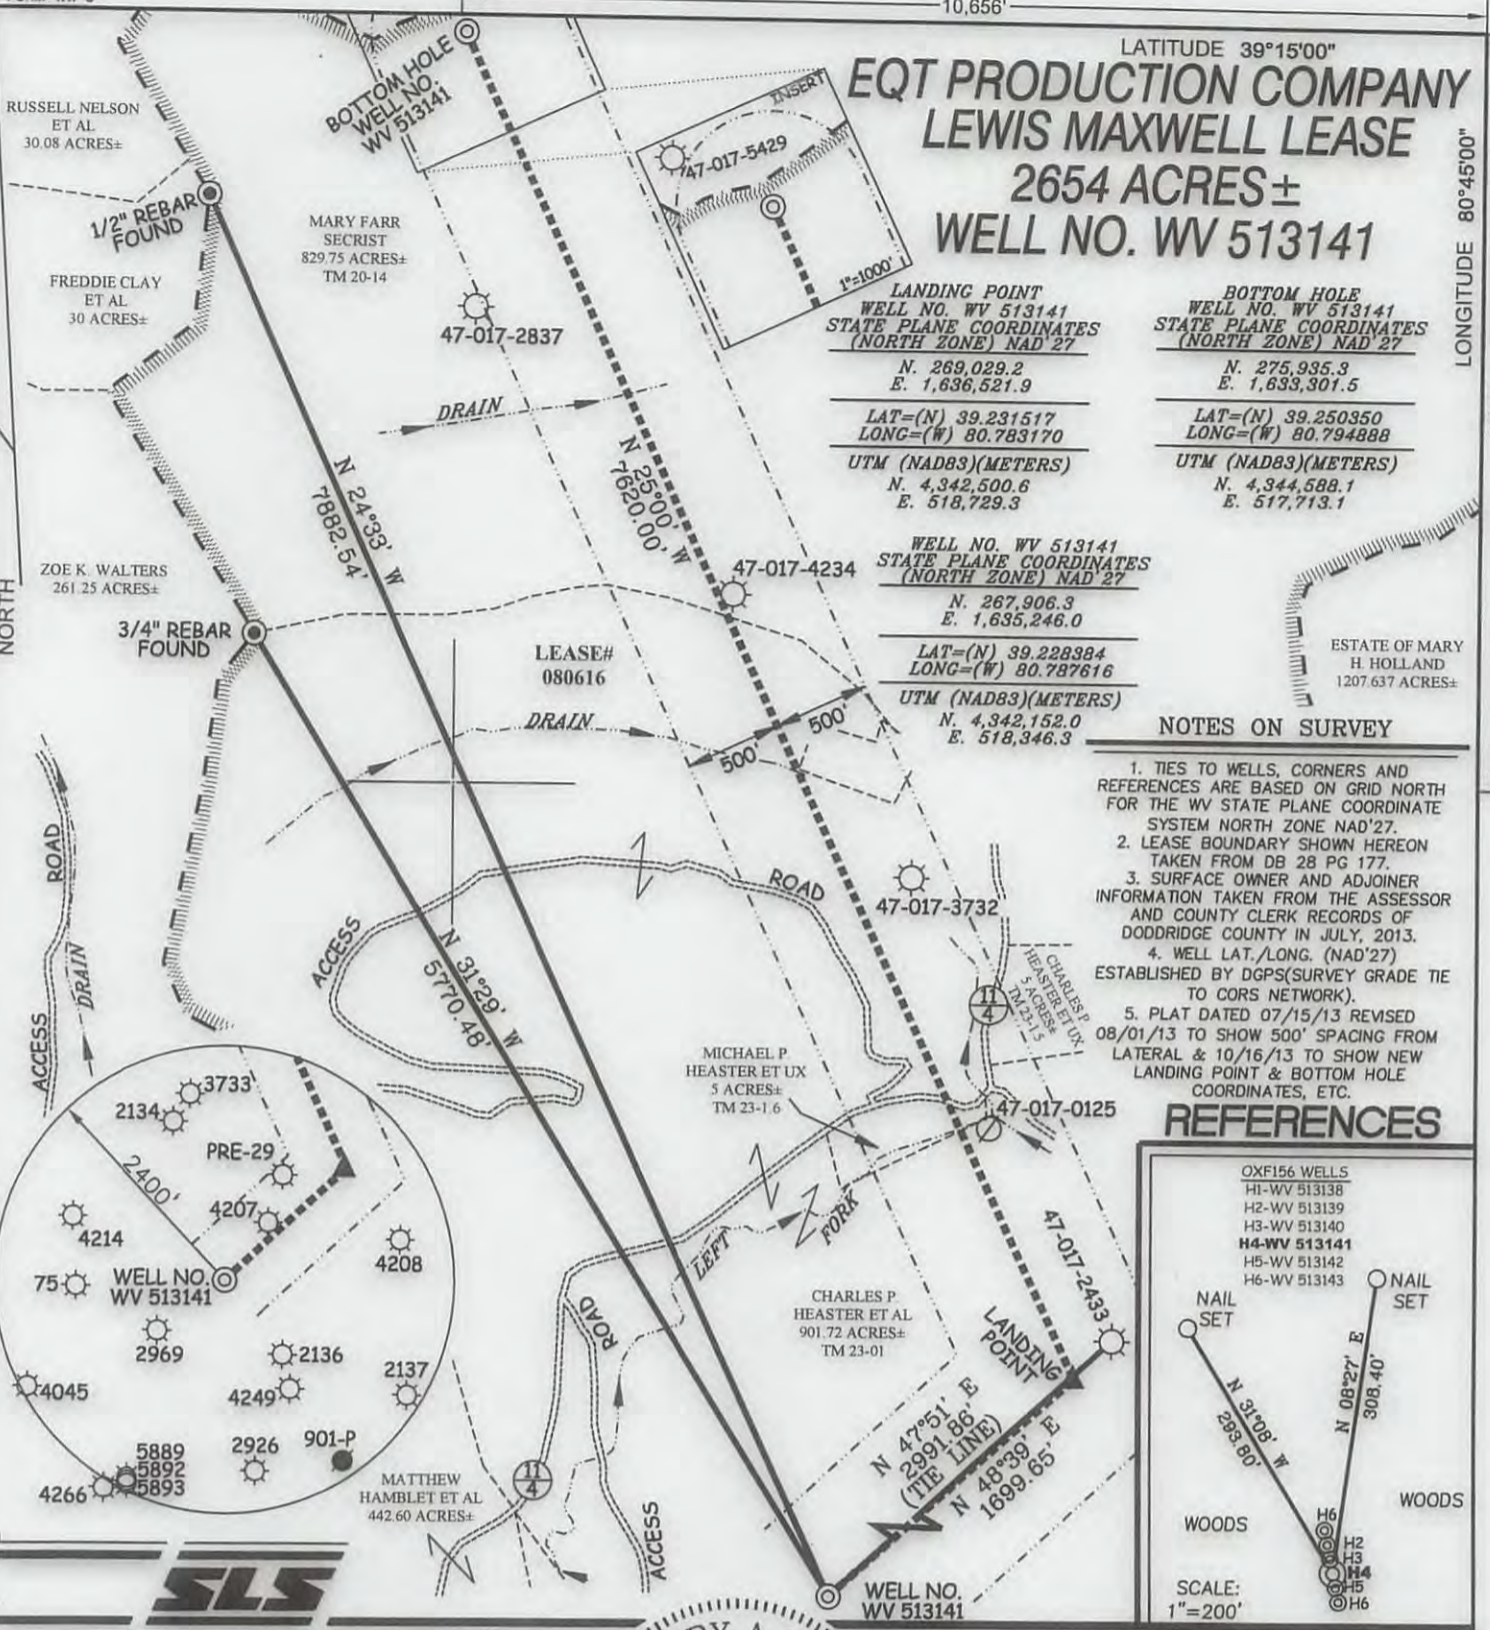 10,656'
LATITUDE 39°15'00"
EQT PRODUCTION COMPANY
LEWIS MAXWELL LEASE
2654 ACRES±
WELL NO. WV 513141
LONGITUDE 80°45'00"
RUSSELL NELSON
ET AL
30.08 ACRES±
1/2" REBAR
FOUND
FREDDIE CLAY
ET AL
30 ACRES±
BOTTOM HOLE
WELL NO.
WV 513141
MARY FARR
SECRIST
829.75 ACRES±
TM 20-14
47-017-2837
INSERT
47-017-5429
1"=1000'
LANDING POINT
WELL NO. WV 513141
STATE PLANE COORDINATES
(NORTH ZONE) NAD'27
N. 269,029.2
E. 1,636,521.9
LAT=(N) 39.231517
LONG=(W) 80.783170
UTM (NAD83)(METERS)
N. 4,342,500.6
E. 518,729.3
BOTTOM HOLE
WELL NO. WV 513141
STATE PLANE COORDINATES
(NORTH ZONE) NAD'27
N. 275,935.3
E. 1,633,301.5
LAT=(N) 39.250350
LONG=(W) 80.794888
UTM (NAD83)(METERS)
N. 4,344,588.1
E. 517,713.1
WELL NO. WV 513141
STATE PLANE COORDINATES
(NORTH ZONE) NAD'27
N. 267,906.3
E. 1,635,246.0
LAT=(N) 39.228384
LONG=(W) 80.787616
UTM (NAD83)(METERS)
N. 4,342,152.0
E. 518,346.3
DRAIN
N 24°33' W
7882.54'
N 25°00' W
7620.00'
47-017-4234
ZOE K. WALTERS
261.25 ACRES±
NORTH
3/4" REBAR
FOUND
LEASE#
080616
DRAIN
500'
500'
ESTATE OF MARY
H. HOLLAND
1207.637 ACRES±
NOTES ON SURVEY
1. TIES TO WELLS, CORNERS AND
REFERENCES ARE BASED ON GRID NORTH
FOR THE WV STATE PLANE COORDINATE
SYSTEM NORTH ZONE NAD'27.
2. LEASE BOUNDARY SHOWN HEREON
TAKEN FROM DB 28 PG 177.
3. SURFACE OWNER AND ADJOINER
INFORMATION TAKEN FROM THE ASSESSOR
AND COUNTY CLERK RECORDS OF
DODDRIDGE COUNTY IN JULY, 2013.
4. WELL LAT./LONG. (NAD'27)
ESTABLISHED BY DGPS(SURVEY GRADE TIE
TO CORS NETWORK).
5. PLAT DATED 07/15/13 REVISED
08/01/13 TO SHOW 500' SPACING FROM
LATERAL & 10/16/13 TO SHOW NEW
LANDING POINT & BOTTOM HOLE
COORDINATES, ETC.
ACCESS ROAD
DRAIN
ACCESS
ROAD
N 31°29' W
5770.48'
47-017-3732
11
4
CHARLES P
HEASTER ET UX
5 ACRES±
TM 23-1.5
MICHAEL P
HEASTER ET UX
5 ACRES±
TM 23-1.6
47-017-0125
3733
2134
PRE-29
2400'
4207
4214
4208
75
WELL NO.
WV 513141
2969
2136
4249
2137
4045
5889
5892
5893
4266
2926
901-P
LEFT FORK
CHARLES P
HEASTER ET AL
901.72 ACRES±
TM 23-01
47-017-2433
LANDING
POINT
N 47°51' E
2991.86'
(TIE LINE)
N 48°39' E
1699.65'
ROAD
ACCESS
MATTHEW
HAMBLET ET AL
442.60 ACRES±
11
4
WELL NO.
WV 513141
SLS
REFERENCES
OXF156 WELLS
H1-WV 513138
H2-WV 513139
H3-WV 513140
H4-WV 513141
H5-WV 513142
H6-WV 513143
NAIL
SET
NAIL
SET
N 31°08' W
293.80'
N 08°27' E
308.40'
WOODS
WOODS
H6
H2
H3
H4
H5
H6
SCALE:
1"=200'